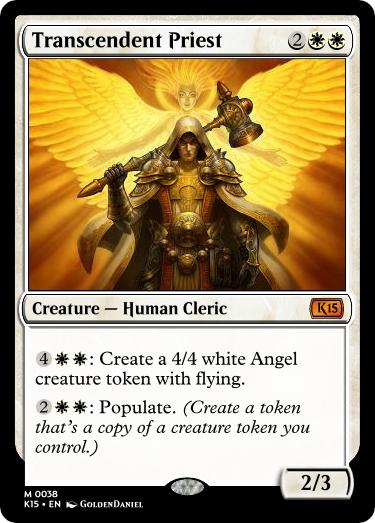 Transcendent Priest 2
K15
Creature — Human Cleric
4: Create a 4/4 white Angel
creature token with flying.
2: Populate. (Create a token
that's a copy of a creature token you
control.)
2/3
M 0038
K15 • EN GoldenDaniel